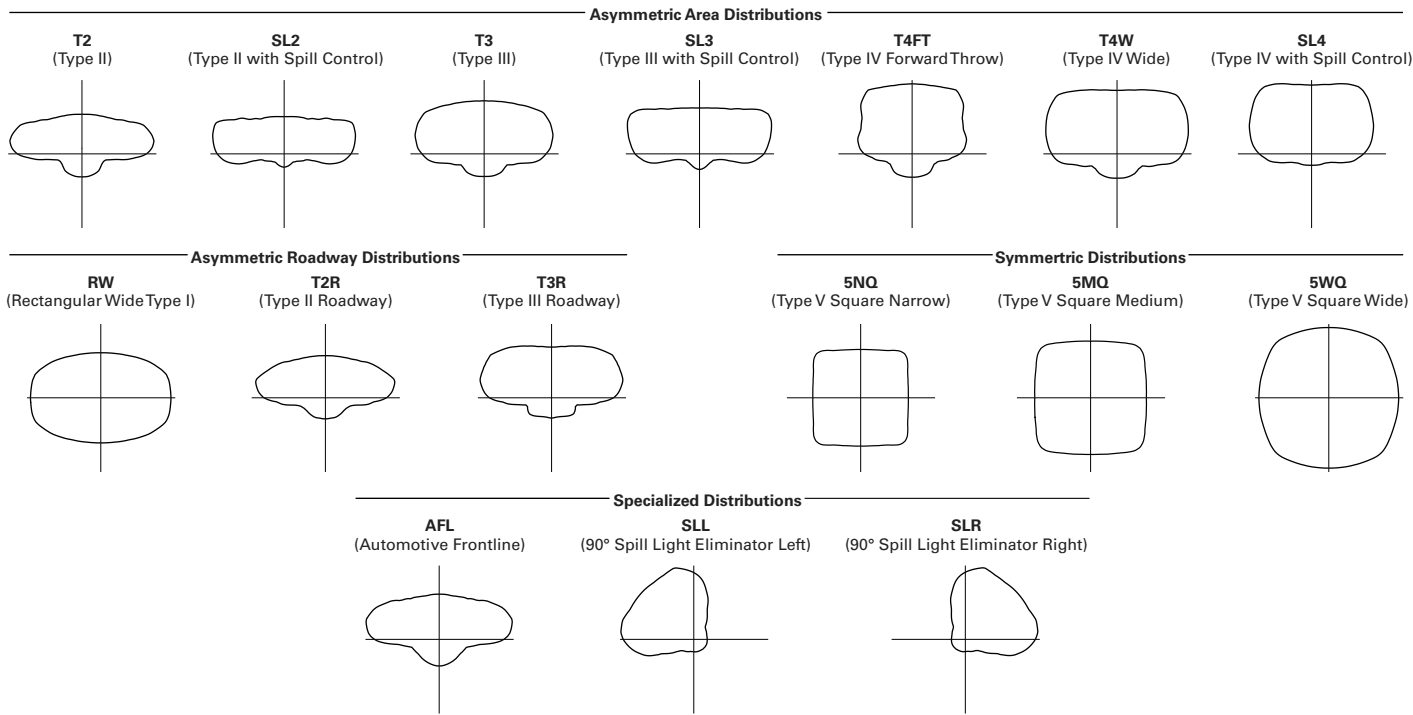 Asymmetric Area Distributions
T2
(Type II)
SL2
(Type II with Spill Control)
T3
(Type III)
SL3
(Type III with Spill Control)
T4FT
(Type IV Forward Throw)
T4W
(Type IV Wide)
SL4
(Type IV with Spill Control)
Asymmetric Roadway Distributions
RW
(Rectangular Wide Type I)
T2R
(Type II Roadway)
T3R
(Type III Roadway)
Symmertric Distributions
5NQ
(Type V Square Narrow)
5MQ
(Type V Square Medium)
5WQ
(Type V Square Wide)
Specialized Distributions
AFL
(Automotive Frontline)
SLL
(90° Spill Light Eliminator Left)
SLR
(90° Spill Light Eliminator Right)